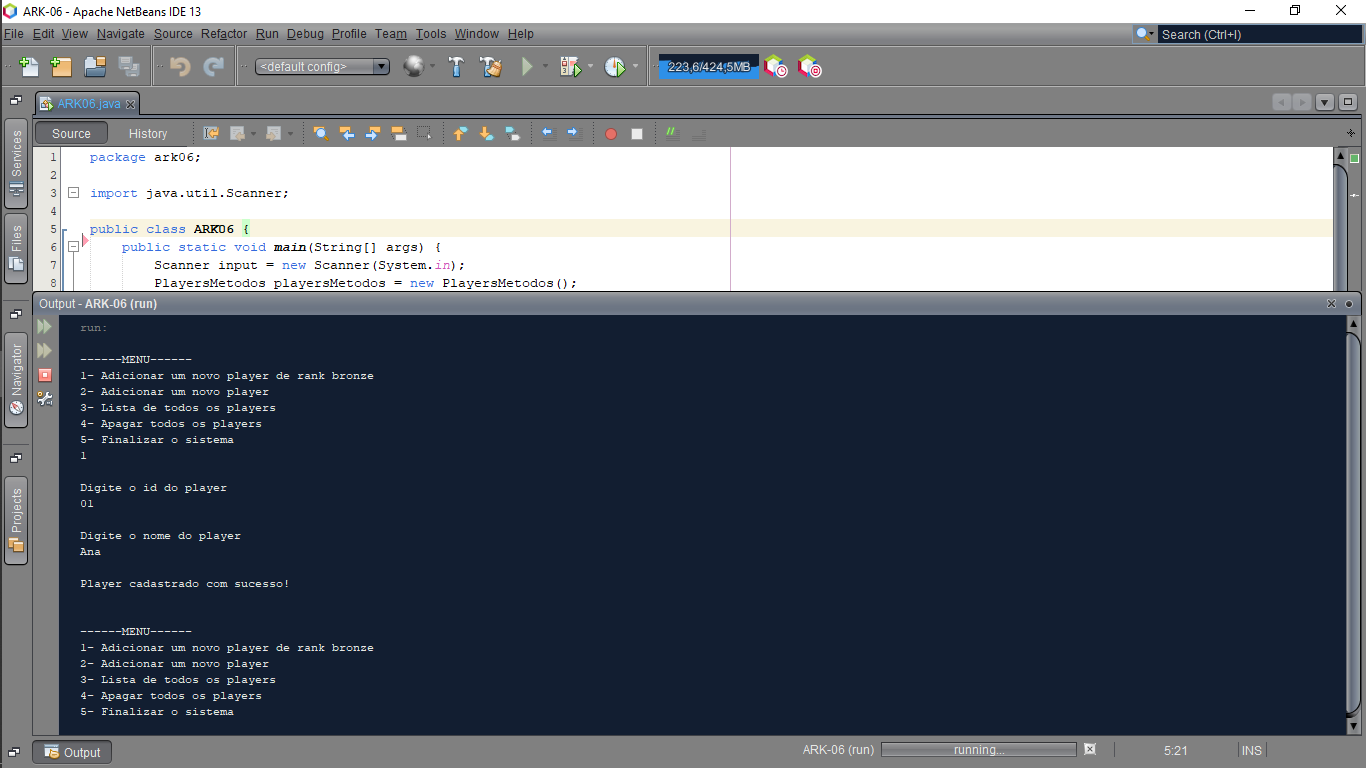 ARK-06 - Apache NetBeans IDE 13
File Edit View Navigate Source Refactor Run Debug Profile Team Tools Window Help
Search (Ctrl+I)
<default config>
223,6/424,5MB
ARK06.java
Source History
Services
Files
Navigator
Projects
1 package ark06;
2
3 import java.util.Scanner;
4
5 public class ARK06 {
6 public static void main(String[] args) {
7 Scanner input = new Scanner(System.in);
8 PlayersMetodos playersMetodos = new PlayersMetodos();
Output - ARK-06 (run)
run:
------MENU------
1- Adicionar um novo player de rank bronze
2- Adicionar um novo player
3- Lista de todos os players
4- Apagar todos os players
5- Finalizar o sistema
1
Digite o id do player
01
Digite o nome do player
Ana
Player cadastrado com sucesso!
------MENU------
1- Adicionar um novo player de rank bronze
2- Adicionar um novo player
3- Lista de todos os players
4- Apagar todos os players
5- Finalizar o sistema
Output
ARK-06 (run) running... 5:21 INS